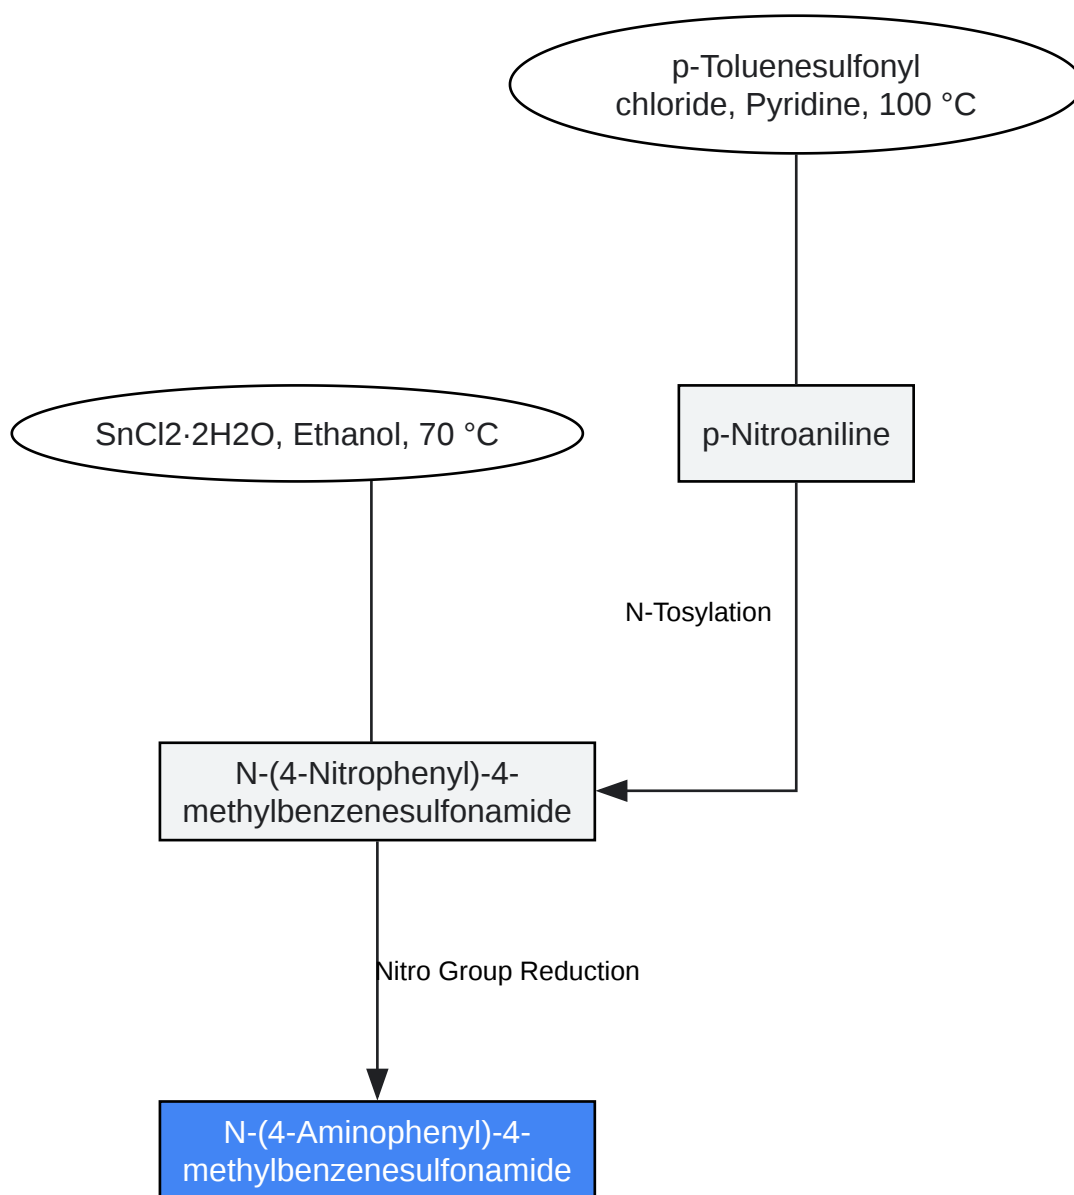 p-Toluenesulfonyl
chloride, Pyridine, 100 °C
SnCl2·2H2O, Ethanol, 70 °C
p-Nitroaniline
N-Tosylation
N-(4-Nitrophenyl)-4-
methylbenzenesulfonamide
Nitro Group Reduction
N-(4-Aminophenyl)-4-
methylbenzenesulfonamide